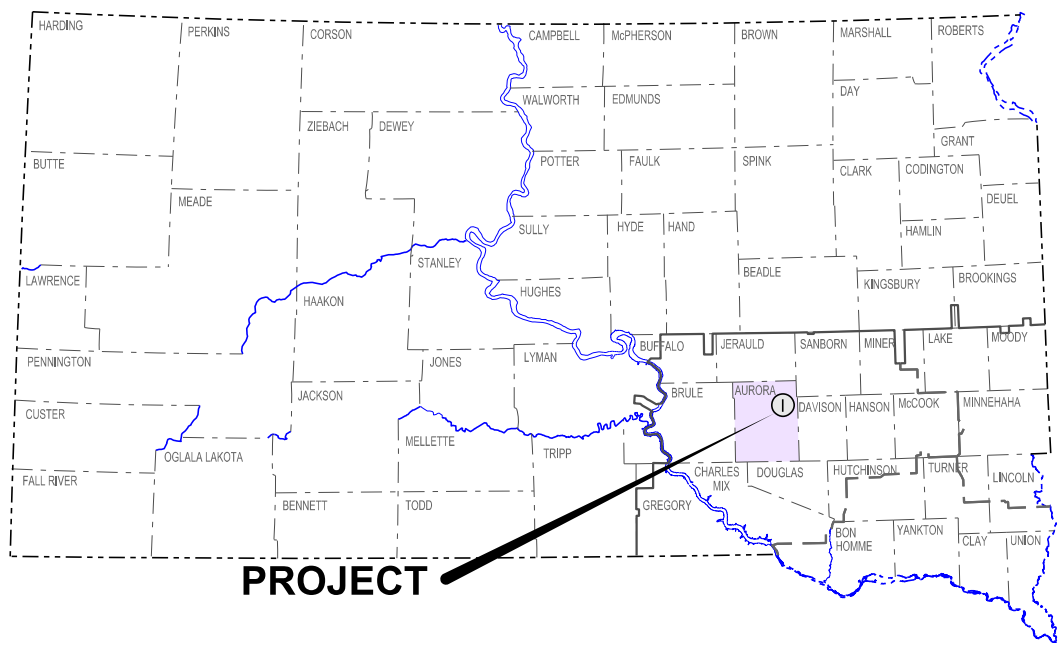 HARDING
PERKINS
CORSON
CAMPBELL
McPHERSON
BROWN
MARSHALL
ROBERTS
WALWORTH
EDMUNDS
DAY
ZIEBACH
DEWEY
GRANT
BUTTE
POTTER
FAULK
SPINK
CLARK
CODINGTON
MEADE
DEUEL
SULLY
HYDE
HAND
HAMLIN
STANLEY
BEADLE
LAWRENCE
HAAKON
HUGHES
KINGSBURY
BROOKINGS
PENNINGTON
JONES
LYMAN
BUFFALO
JERAULD
SANBORN
MINER
LAKE
MOODY
JACKSON
BRULE
AURORA
I
DAVISON
HANSON
McCOOK
MINNEHAHA
CUSTER
MELLETTE
OGLALA LAKOTA
TRIPP
FALL RIVER
CHARLES
MIX
DOUGLAS
HUTCHINSON
TURNER
LINCOLN
BENNETT
TODD
GREGORY
BON
HOMME
YANKTON
CLAY
UNION
PROJECT